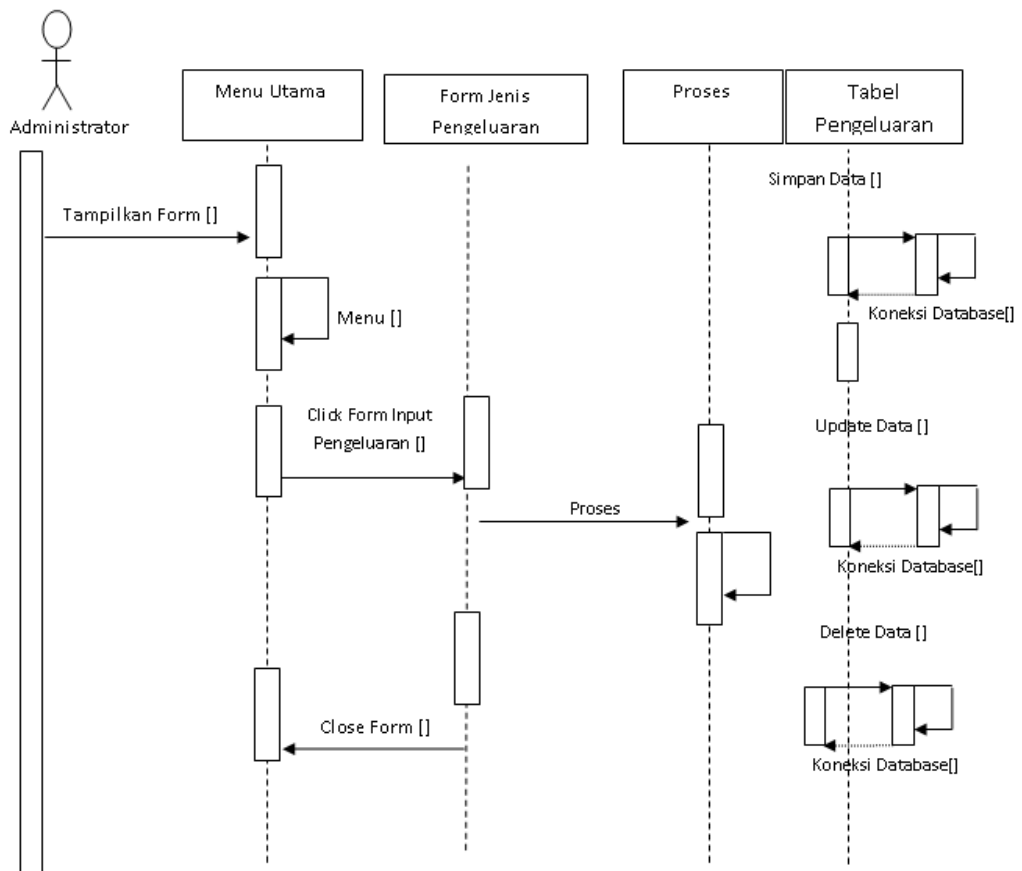 Administrator
Menu Utama
Form Jenis
Pengeluaran
Proses
Tabel
Pengeluaran
Simpan Data []
Tampilkan Form []
Koneksi Database[]
Menu []
Click Form Input
Pengeluaran []
Update Data []
Proses
Koneksi Database[]
Delete Data []
Close Form []
Koneksi Database[]